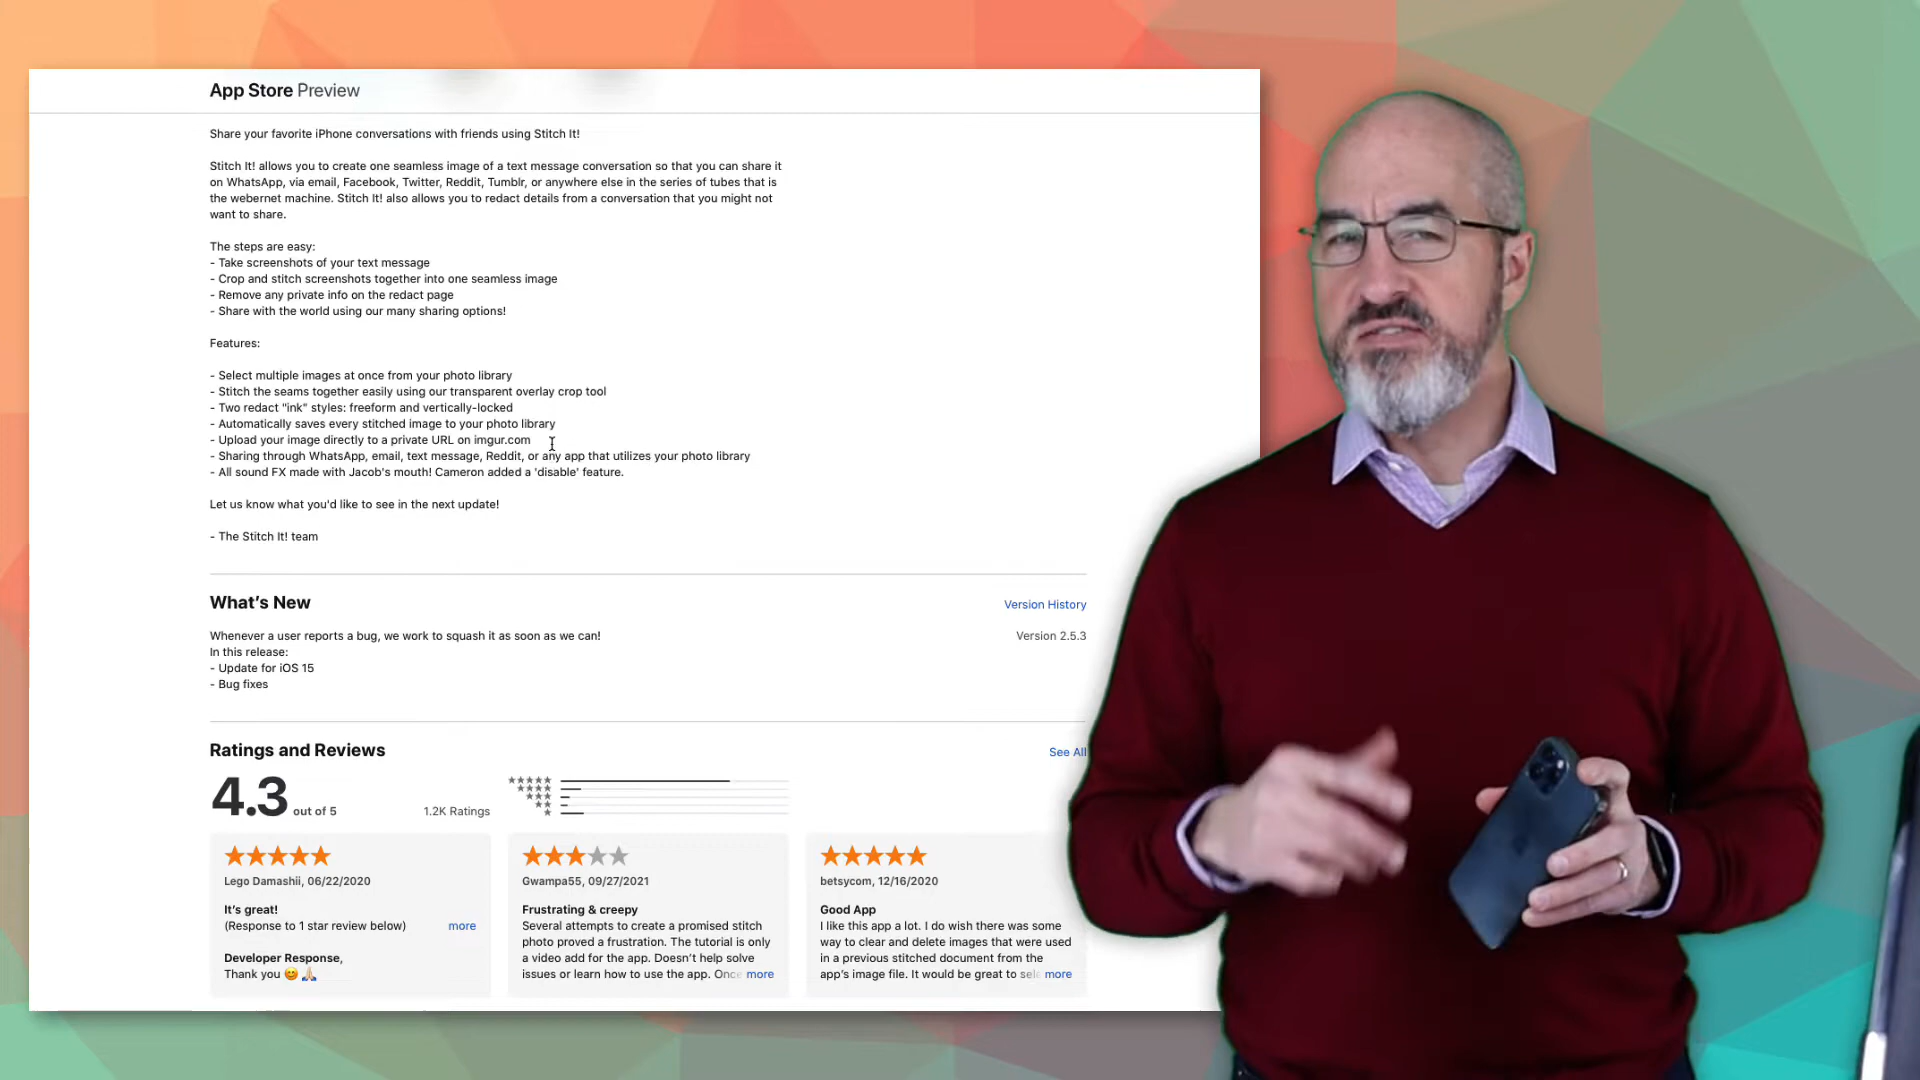 App Store Preview
Share your favorite iPhone conversations with friends using Stitch It!
Stitch It! allows you to create one seamless image of a text message conversation so that you can share it
on WhatsApp, via email, Facebook, Twitter, Reddit, Tumblr, or anywhere else in the series of tubes that is
the webernet machine. Stitch It! also allows you to redact details from a conversation that you might not
want to share.
The steps are easy:
- Take screenshots of your text message
- Crop and stitch screenshots together into one seamless image
- Remove any private info on the redact page
- Share with the world using our many sharing options!
Features:
- Select multiple images at once from your photo library
- Stitch the seams together easily using our transparent overlay crop tool
- Two redact "ink" styles: freeform and vertically-locked
- Automatically saves every stitched image to your photo library
- Upload your image directly to a private URL on imgur.com
- Sharing through WhatsApp, email, text message, Reddit, or any app that utilizes your photo library
- All sound FX made with Jacob's mouth! Cameron added a 'disable' feature.
Let us know what you'd like to see in the next update!
- The Stitch It! team
What's New
Version History
Whenever a user reports a bug, we work to squash it as soon as we can!
Version 2.5.3
In this release:
- Update for iOS 15
- Bug fixes
Ratings and Reviews
See All
4.3 out of 5
1.2K Ratings
Lego Damashii, 06/22/2020
It's great!
(Response to 1 star review below) more
Developer Response,
Thank you 😊 🙏🏻
Gwampa55, 09/27/2021
Frustrating & creepy
Several attempts to create a promised stitch
photo proved a frustration. The tutorial is only
a video add for the app. Doesn't help solve
issues or learn how to use the app. Once more
betsycom, 12/16/2020
Good App
I like this app a lot. I do wish there was some
way to clear and delete images that were used
in a previous stitched document from the
app's image file. It would be great to sele more